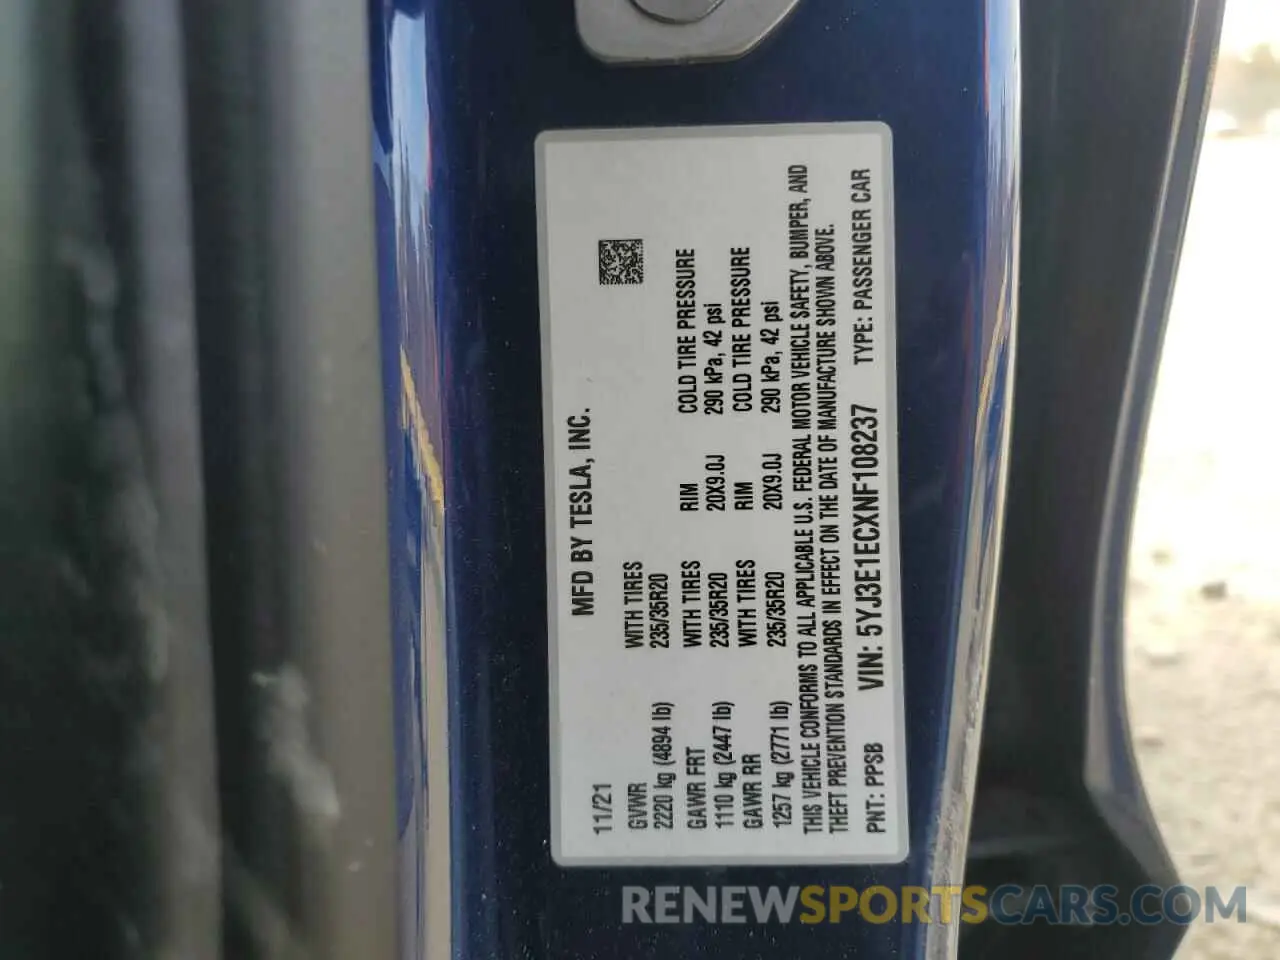 11/21 MFD BY TESLA, INC.
GVWR WITH TIRES
2220 kg (4894 lb) 235/35R20
GAWR FRT WITH TIRES RIM COLD TIRE PRESSURE
1110 kg (2447 lb) 235/35R20 20X9.0J 290 kPa, 42 psi
GAWR RR WITH TIRES RIM COLD TIRE PRESSURE
1257 kg (2771 lb) 235/35R20 20X9.0J 290 kPa, 42 psi
THIS VEHICLE CONFORMS TO ALL APPLICABLE U.S. FEDERAL MOTOR VEHICLE SAFETY, BUMPER, AND
THEFT PREVENTION STANDARDS IN EFFECT ON THE DATE OF MANUFACTURE SHOWN ABOVE.
PNT: PPSB VIN: 5YJ3E1ECXNF108237 TYPE: PASSENGER CAR
RENEWSPORTSCARS.COM